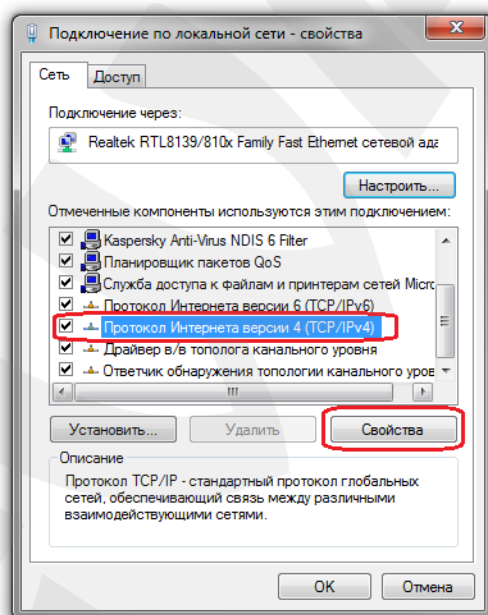 Подключение по локальной сети - свойства
Сеть
Доступ
Подключение через:
Realtek RTL8139/810x Family Fast Ethernet сетевой ада
Настроить...
Отмеченные компоненты используются этим подключением:
Kaspersky Anti-Virus NDIS 6 Filter
Планировщик пакетов QoS
Служба доступа к файлам и принтерам сетей Micro
Протокол Интернета версии 6 (TCP/IPv6)
Протокол Интернета версии 4 (TCP/IPv4)
Драйвер в/в тополога канального уровня
Ответчик обнаружения топологии канального уров
Установить...
Удалить
Свойства
Описание
Протокол TCP/IP - стандартный протокол глобальных
сетей, обеспечивающий связь между различными
взаимодействующими сетями.
OK
Отмена